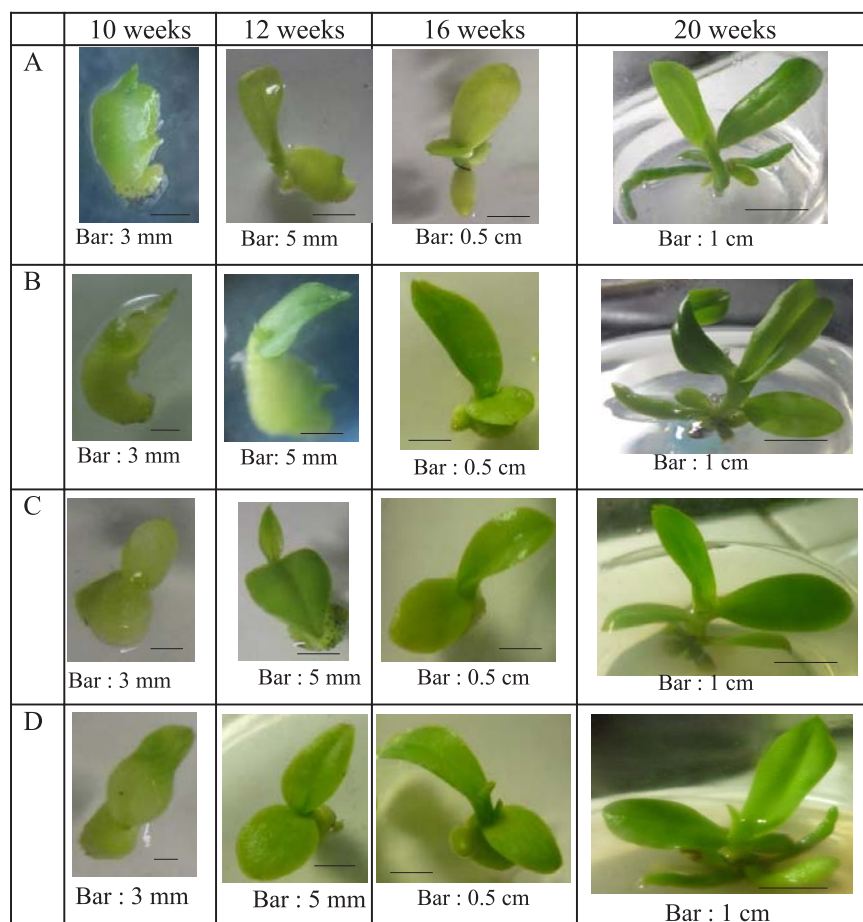 10 weeks 12 weeks 16 weeks 20 weeks
A
Bar: 3 mm Bar: 5 mm Bar: 0.5 cm Bar : 1 cm
B
Bar : 3 mm Bar: 5 mm Bar : 0.5 cm Bar : 1 cm
C
Bar : 3 mm Bar : 5 mm Bar : 0.5 cm Bar : 1 cm
D
Bar : 3 mm Bar : 5 mm Bar : 0.5 cm Bar : 1 cm